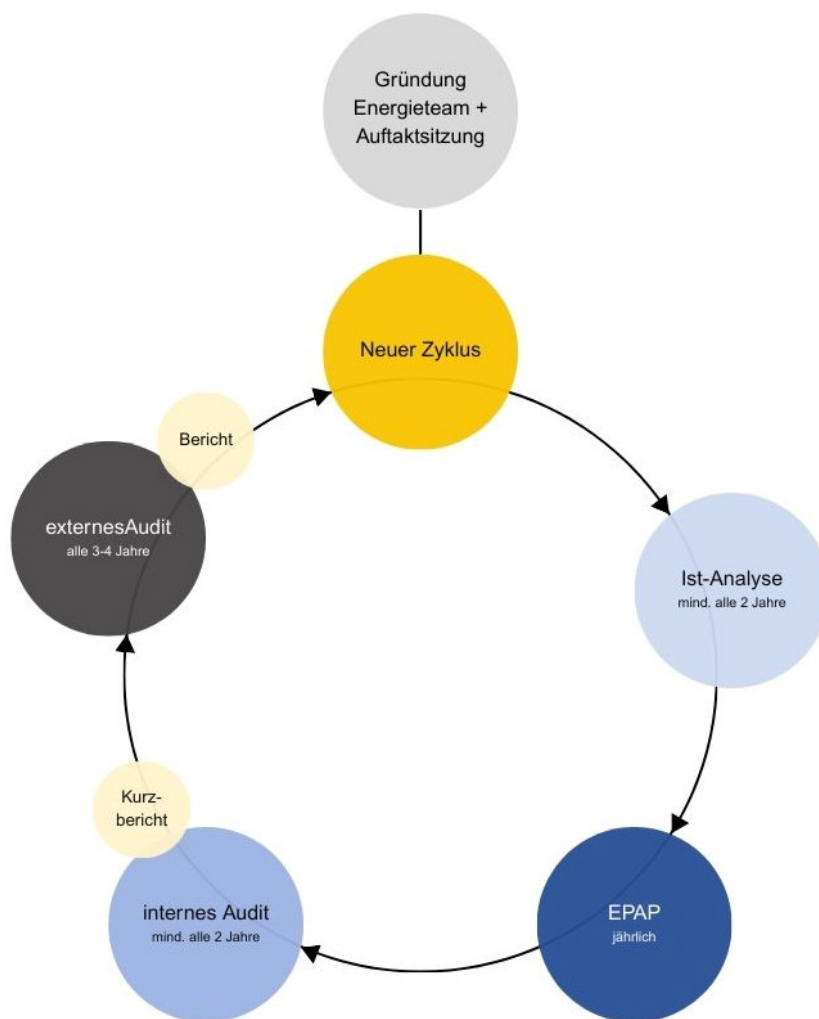 Gründung
Energieteam +
Auftaktsitzung
Neuer Zyklus
Bericht
externesAudit
alle 3-4 Jahre
Ist-Analyse
mind. alle 2 Jahre
Kurz-
bericht
internes Audit
mind. alle 2 Jahre
EPAP
jährlich